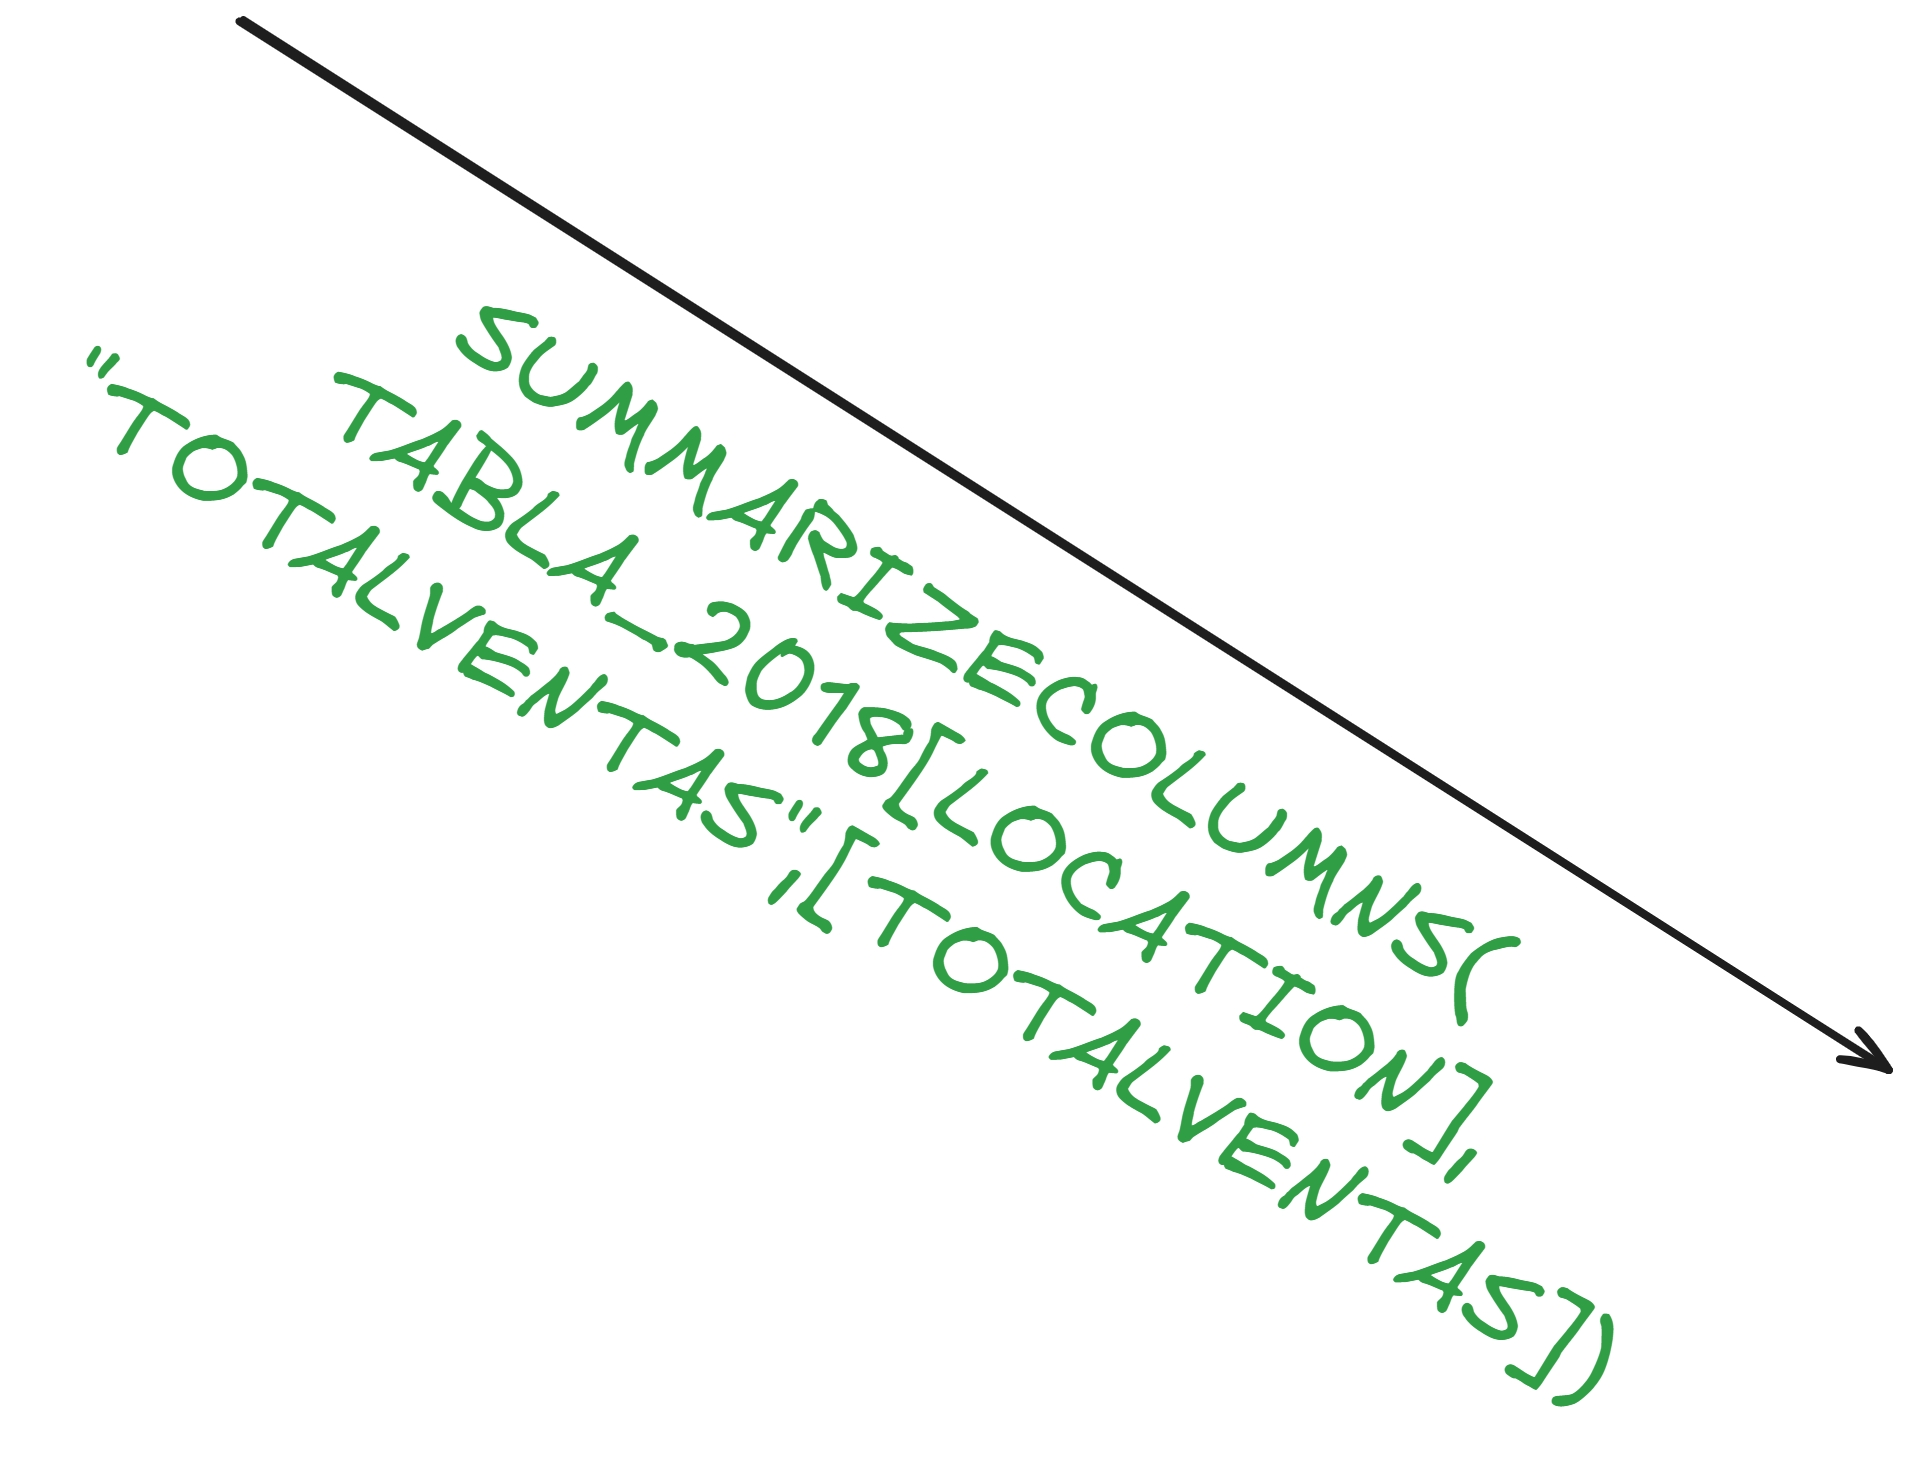 SUMMARIZECOLUMNS(
TABLA_2018[LOCATION],
"TOTALVENTAS",[TOTALVENTAS])